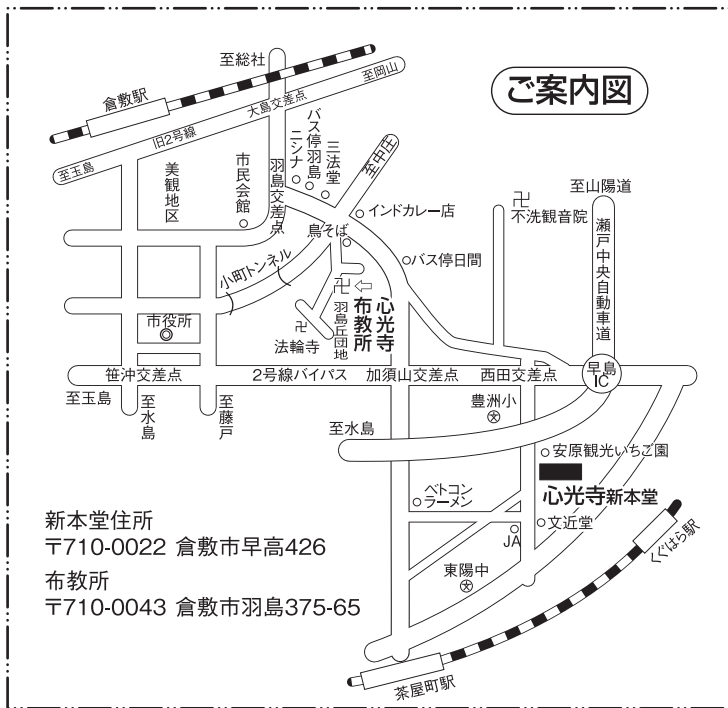 ご案内図
至総社
至岡山
倉敷駅
大島交差点
旧2号線
至玉島
美観地区
市民会館
羽島交差点
ニシナ
バス停羽島
三法堂
至中庄
インドカレー店
鳥そば
バス停日間
卍
不洗観音院
至山陽道
瀬戸中央自動車道
小町トンネル
卍
⇦
心光寺
布教所
羽島丘団地
卍
法輪寺
市役所
笹沖交差点
2号線バイパス
加須山交差点
西田交差点
早島
IC
至玉島
至水島
至藤戸
豊洲小
文
至水島
安原観光いちご園
心光寺新本堂
ベトコン
ラーメン
文近堂
JA
東陽中
文
くぐはら駅
茶屋町駅
新本堂住所
〒710-0022 倉敷市早高426
布教所
〒710-0043 倉敷市羽島375-65